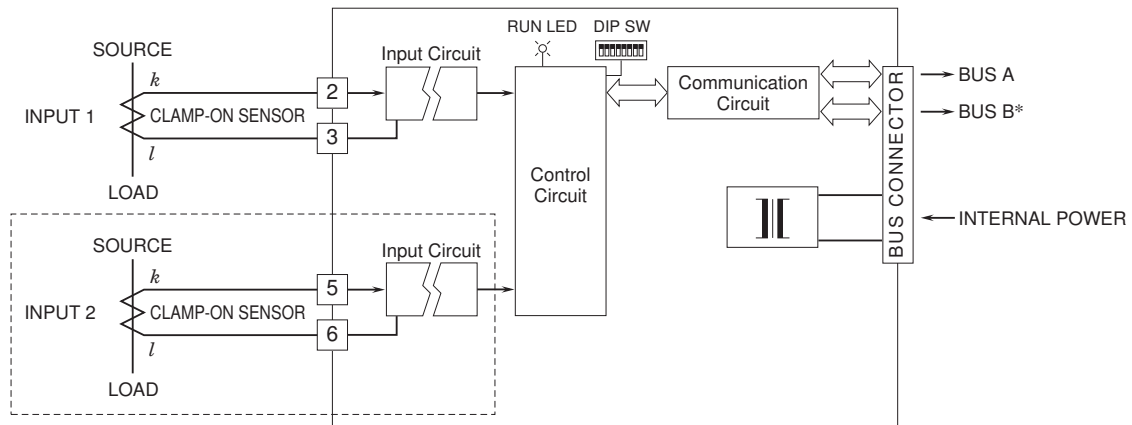 RUN LED
DIP SW
SOURCE
Input Circuit
k
2
INPUT 1
CLAMP-ON SENSOR
3
l
LOAD
Communication
Circuit
BUS A
BUS B*
Control
Circuit
BUS CONNECTOR
INTERNAL POWER
SOURCE
Input Circuit
k
5
INPUT 2
CLAMP-ON SENSOR
6
l
LOAD